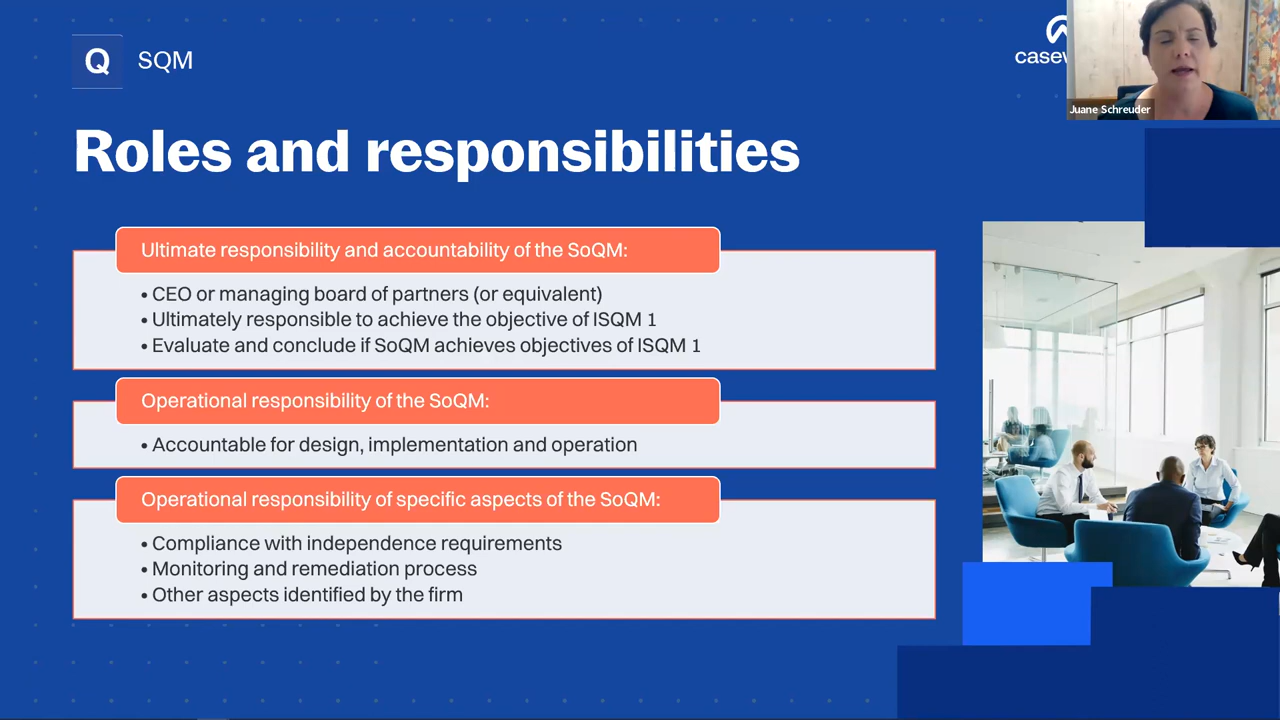 Q SQM
Juane Schreuder
Roles and responsibilities
Ultimate responsibility and accountability of the SoQM:
• CEO or managing board of partners (or equivalent)
• Ultimately responsible to achieve the objective of ISQM 1
• Evaluate and conclude if SoQM achieves objectives of ISQM 1
Operational responsibility of the SoQM:
• Accountable for design, implementation and operation
Operational responsibility of specific aspects of the SoQM:
• Compliance with independence requirements
• Monitoring and remediation process
• Other aspects identified by the firm